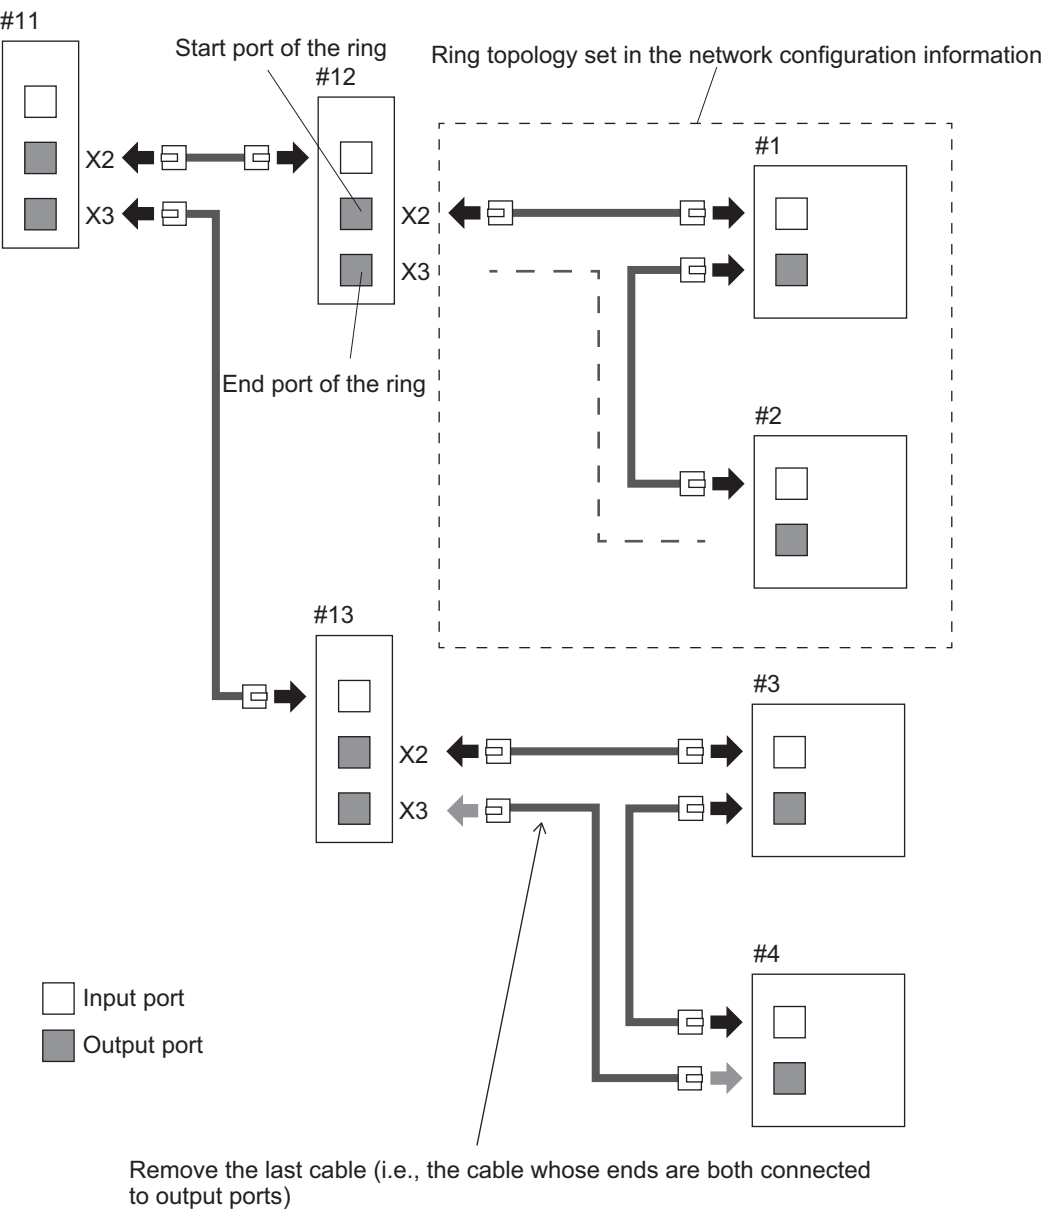 #11
Start port of the ring
Ring topology set in the network configuration information
#12
#1
X2
X3
X2
X3
End port of the ring
#2
#13
#3
X2
X3
#4
Input port
Output port
Remove the last cable (i.e., the cable whose ends are both connected
to output ports)